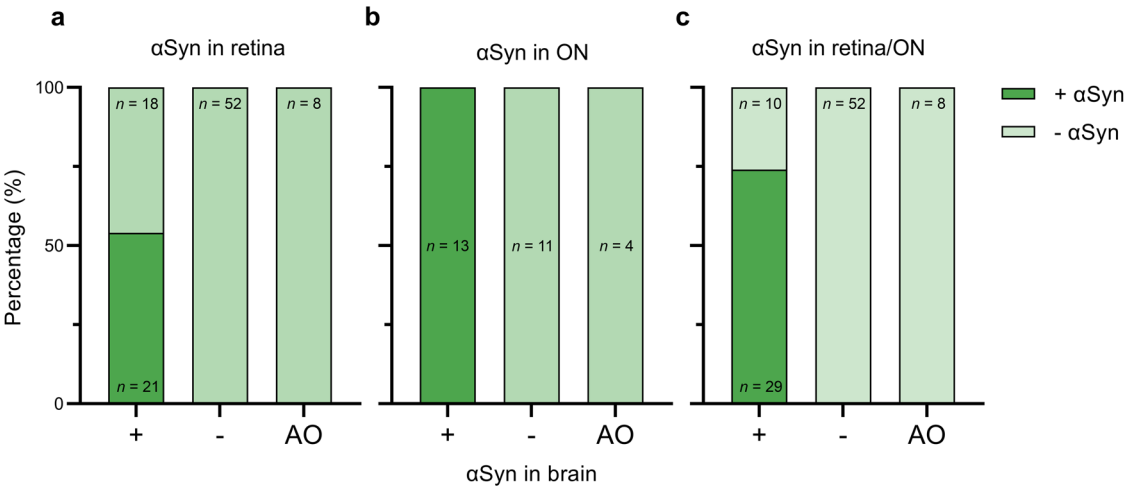 a
αSyn in retina
b
αSyn in ON
c
αSyn in retina/ON
Percentage (%)
100
50
0
n = 18
n = 52
n = 8
n = 21
+
-
AO
n = 13
n = 11
n = 4
+
-
AO
n = 10
n = 52
n = 8
n = 29
+
-
AO
+ αSyn
- αSyn
αSyn in brain